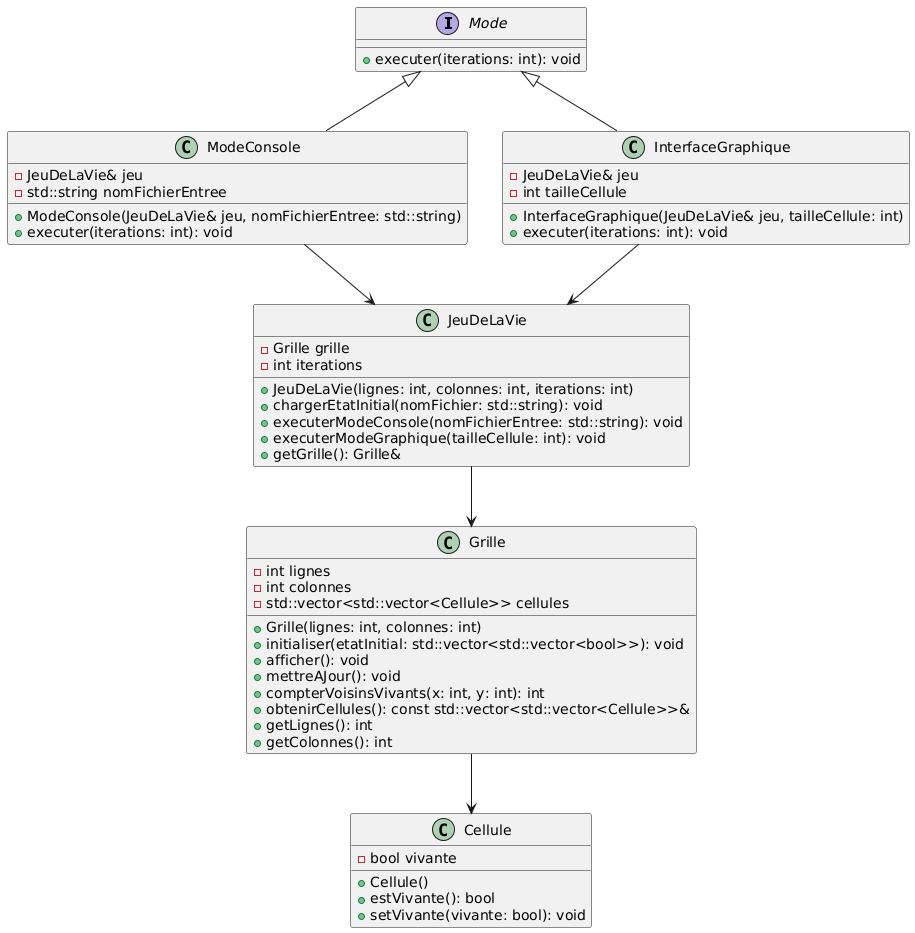 I Mode
executer(iterations: int): void
C ModeConsole
JeuDeLaVie& jeu
std::string nomFichierEntree
ModeConsole(JeuDeLaVie& jeu, nomFichierEntree: std::string)
executer(iterations: int): void
C InterfaceGraphique
JeuDeLaVie& jeu
int tailleCellule
InterfaceGraphique(JeuDeLaVie& jeu, tailleCellule: int)
executer(iterations: int): void
C JeuDeLaVie
Grille grille
int iterations
JeuDeLaVie(lignes: int, colonnes: int, iterations: int)
chargerEtatInitial(nomFichier: std::string): void
executerModeConsole(nomFichierEntree: std::string): void
executerModeGraphique(tailleCellule: int): void
getGrille(): Grille&
C Grille
int lignes
int colonnes
std::vector<std::vector<Cellule>> cellules
Grille(lignes: int, colonnes: int)
initialiser(etatInitial: std::vector<std::vector<bool>>): void
afficher(): void
mettreAJour(): void
compterVoisinsVivants(x: int, y: int): int
obtenirCellules(): const std::vector<std::vector<Cellule>>&
getLignes(): int
getColonnes(): int
C Cellule
bool vivante
Cellule()
estVivante(): bool
setVivante(vivante: bool): void